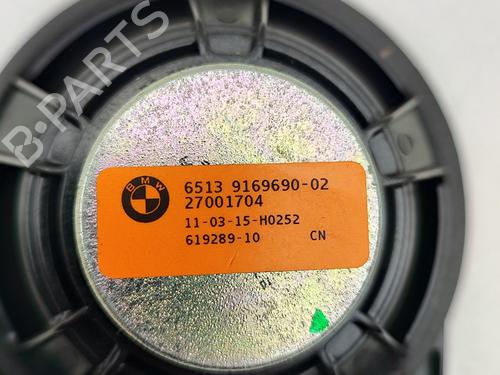 B-PARTS
BMW
6513 9169690-02
27001704
11-03-15-H0252
619289-10 CN